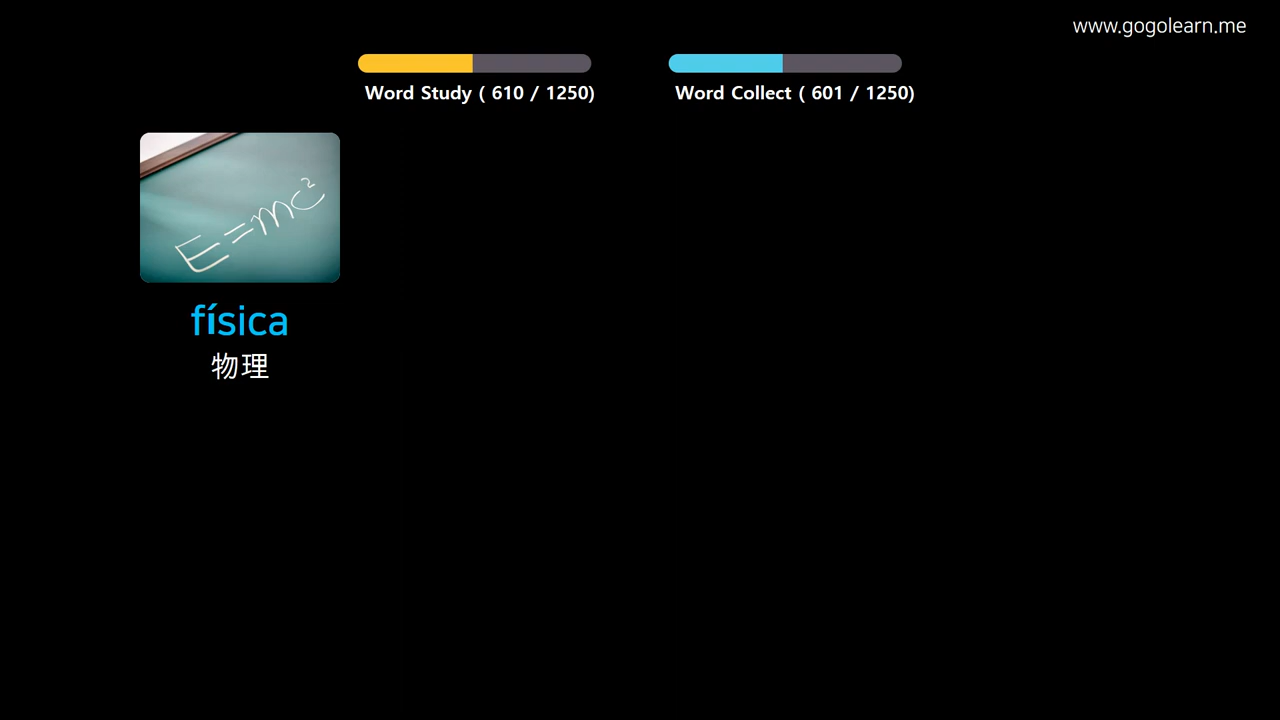 www.gogolearn.me
Word Study ( 610 / 1250)
Word Collect ( 601 / 1250)
E=mc²
física
物理